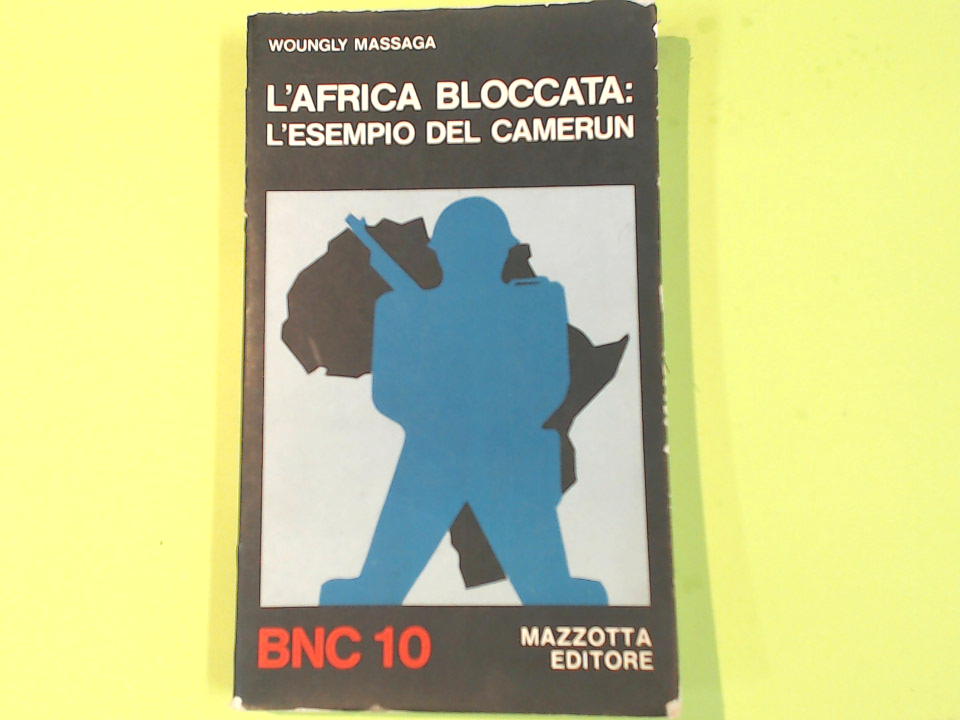 WOUNGLY MASSAGA
L'AFRICA BLOCCATA:
L'ESEMPIO DEL CAMERUN
BNC 10
MAZZOTTA
EDITORE